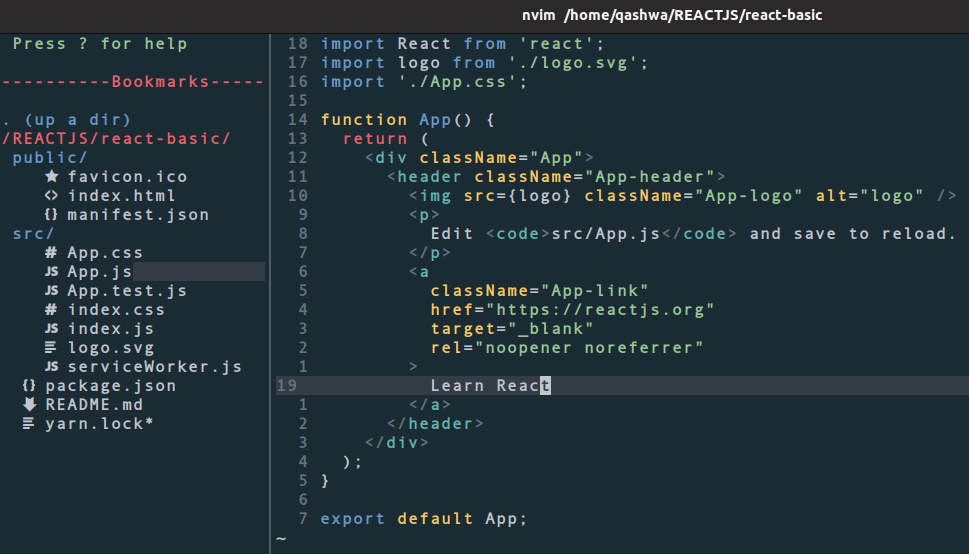 nvim /home/qashwa/REACTJS/react-basic
Press ? for help
----------Bookmarks-----
. (up a dir)
/REACTJS/react-basic/
public/
favicon.ico
<> index.html
{} manifest.json
src/
# App.css
JS App.js
JS App.test.js
# index.css
JS index.js
logo.svg
JS serviceWorker.js
{} package.json
README.md
yarn.lock*
18 import React from 'react';
17 import logo from './logo.svg';
16 import './App.css';
15
14 function App() {
13   return (
12     <div className="App">
11       <header className="App-header">
10         <img src={logo} className="App-logo" alt="logo" />
9         <p>
8           Edit <code>src/App.js</code> and save to reload.
7         </p>
6         <a
5           className="App-link"
4           href="https://reactjs.org"
3           target="_blank"
2           rel="noopener noreferrer"
1         >
19           Learn React
1         </a>
2       </header>
3     </div>
4   );
5 }
6
7 export default App;
~